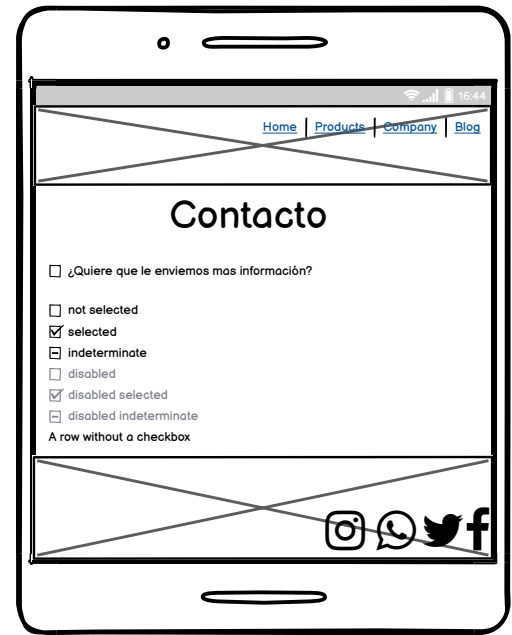 16:44
Home Products Company Blog
Contacto
¿Quiere que le enviemos mas información?
not selected
selected
indeterminate
disabled
disabled selected
disabled indeterminate
A row without a checkbox